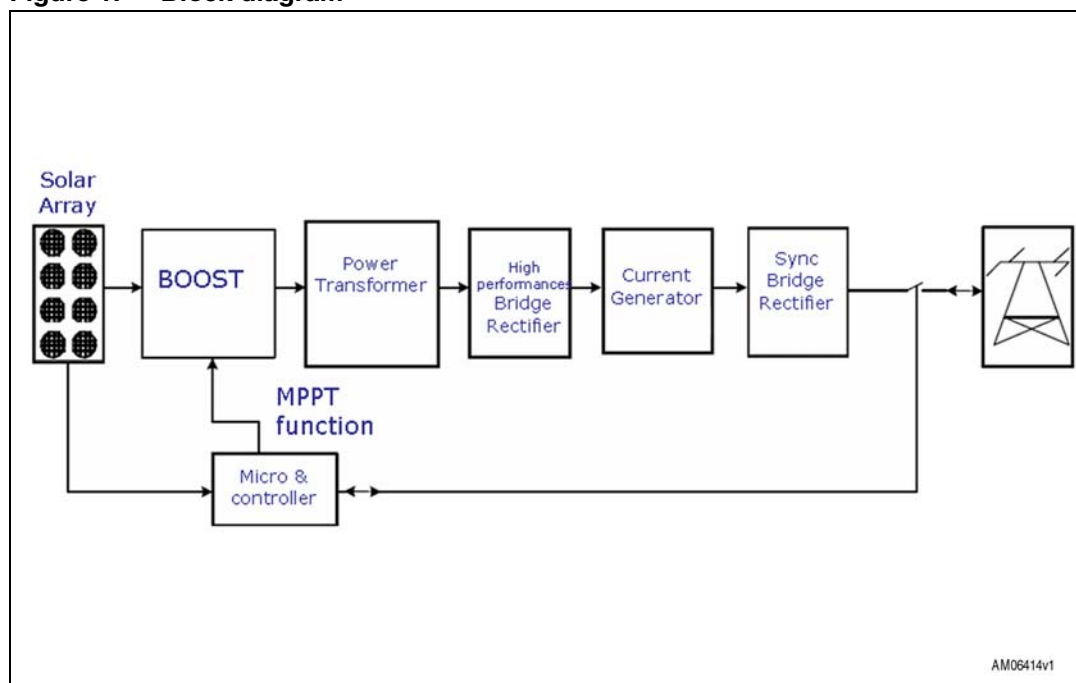 Figure 1. Block diagram
Solar
Array
BOOST
Power
Transformer
High
performances
Bridge
Rectifier
Current
Generator
Sync
Bridge
Rectifier
MPPT
function
Micro &
controller
AM06414v1